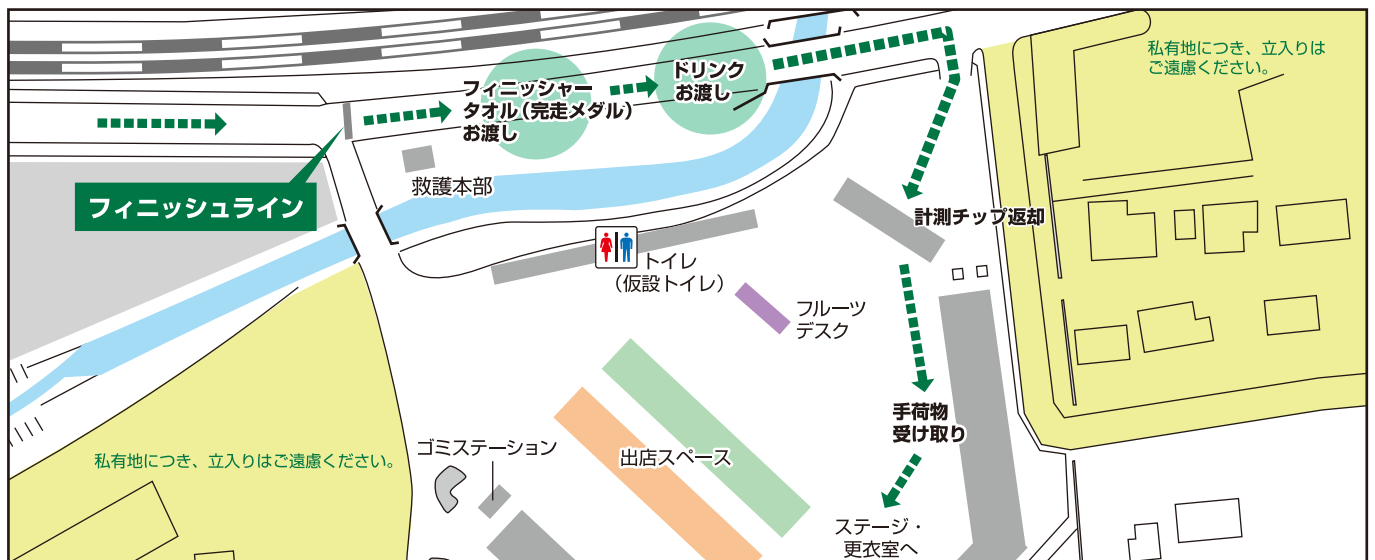 私有地につき、立入りは
ご遠慮ください。
ドリンク
お渡し
フィニッシャー
タオル（完走メダル）
お渡し
救護本部
フィニッシュライン
計測チップ返却
トイレ
（仮設トイレ）
フルーツ
デスク
手荷物
受け取り
ゴミステーション
出店スペース
私有地につき、立入りはご遠慮ください。
ステージ・
更衣室へ